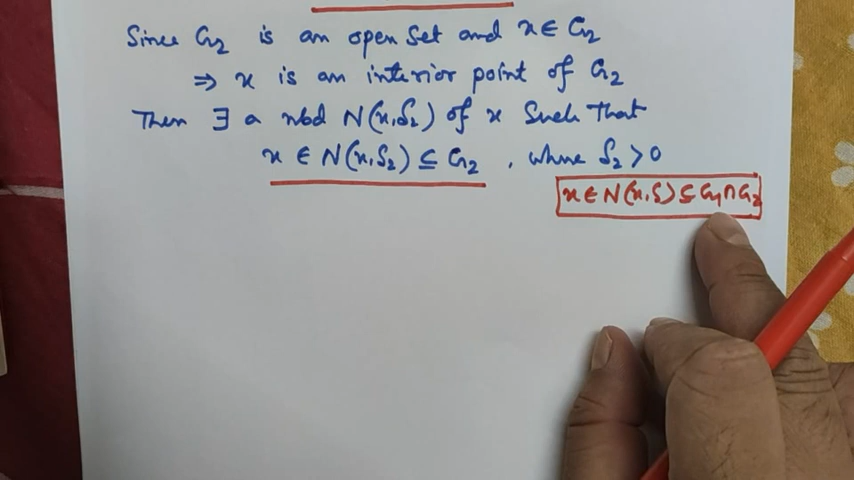 Since G₂ is an open set and x ∈ G₂
⇒ x is an interior point of G₂
Then ∃ a nbd N(x,δ₂) of x such that
x ∈ N(x,δ₂) ⊆ G₂ , where δ₂ > 0
x ∈ N(x,δ) ⊆ G₁∩G₂